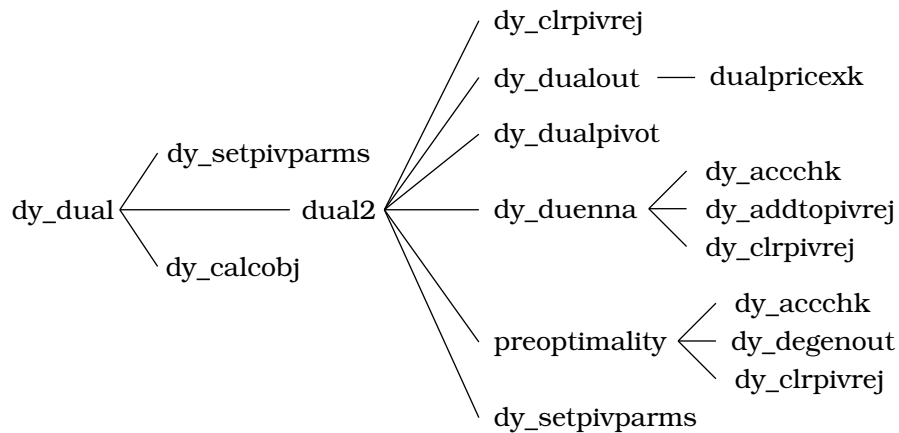 dy_clrpivrej
dy_dualout
dualpricexk
dy_dualpivot
dy_setpivparms
dy_accchk
dy_dual
dual2
dy_duenna
dy_addtopivrej
dy_clrpivrej
dy_calcobj
dy_accchk
preoptimality
dy_degenout
dy_clrpivrej
dy_setpivparms